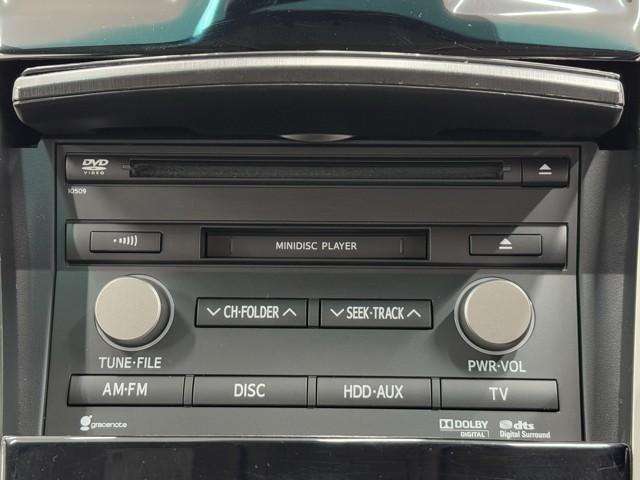 DVD
VIDEO
10509
MINIDISC PLAYER
CH·FOLDER
SEEK·TRACK
TUNE·FILE
PWR·VOL
AM·FM
DISC
HDD·AUX
TV
gracenote
DOLBY
DIGITAL
dts
Digital Surround